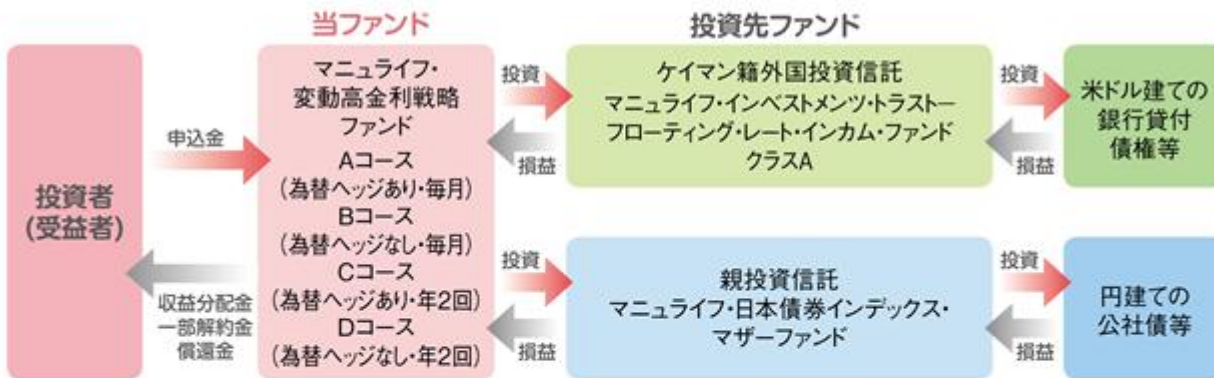 当ファンド
投資先ファンド
投資者
(受益者)
申込金
収益分配金
一部解約金
償還金
マニュライフ・
変動高金利戦略
ファンド
Aコース
(為替ヘッジあり・毎月)
Bコース
(為替ヘッジなし・毎月)
Cコース
(為替ヘッジあり・年2回)
Dコース
(為替ヘッジなし・年2回)
投資
損益
ケイマン籍外国投資信託
マニュライフ・インベストメンツ・トラスト−
フローティング・レート・インカム・ファンド
クラスA
投資
損益
米ドル建ての
銀行貸付
債権等
投資
損益
親投資信託
マニュライフ・日本債券インデックス・
マザーファンド
投資
損益
円建ての
公社債等